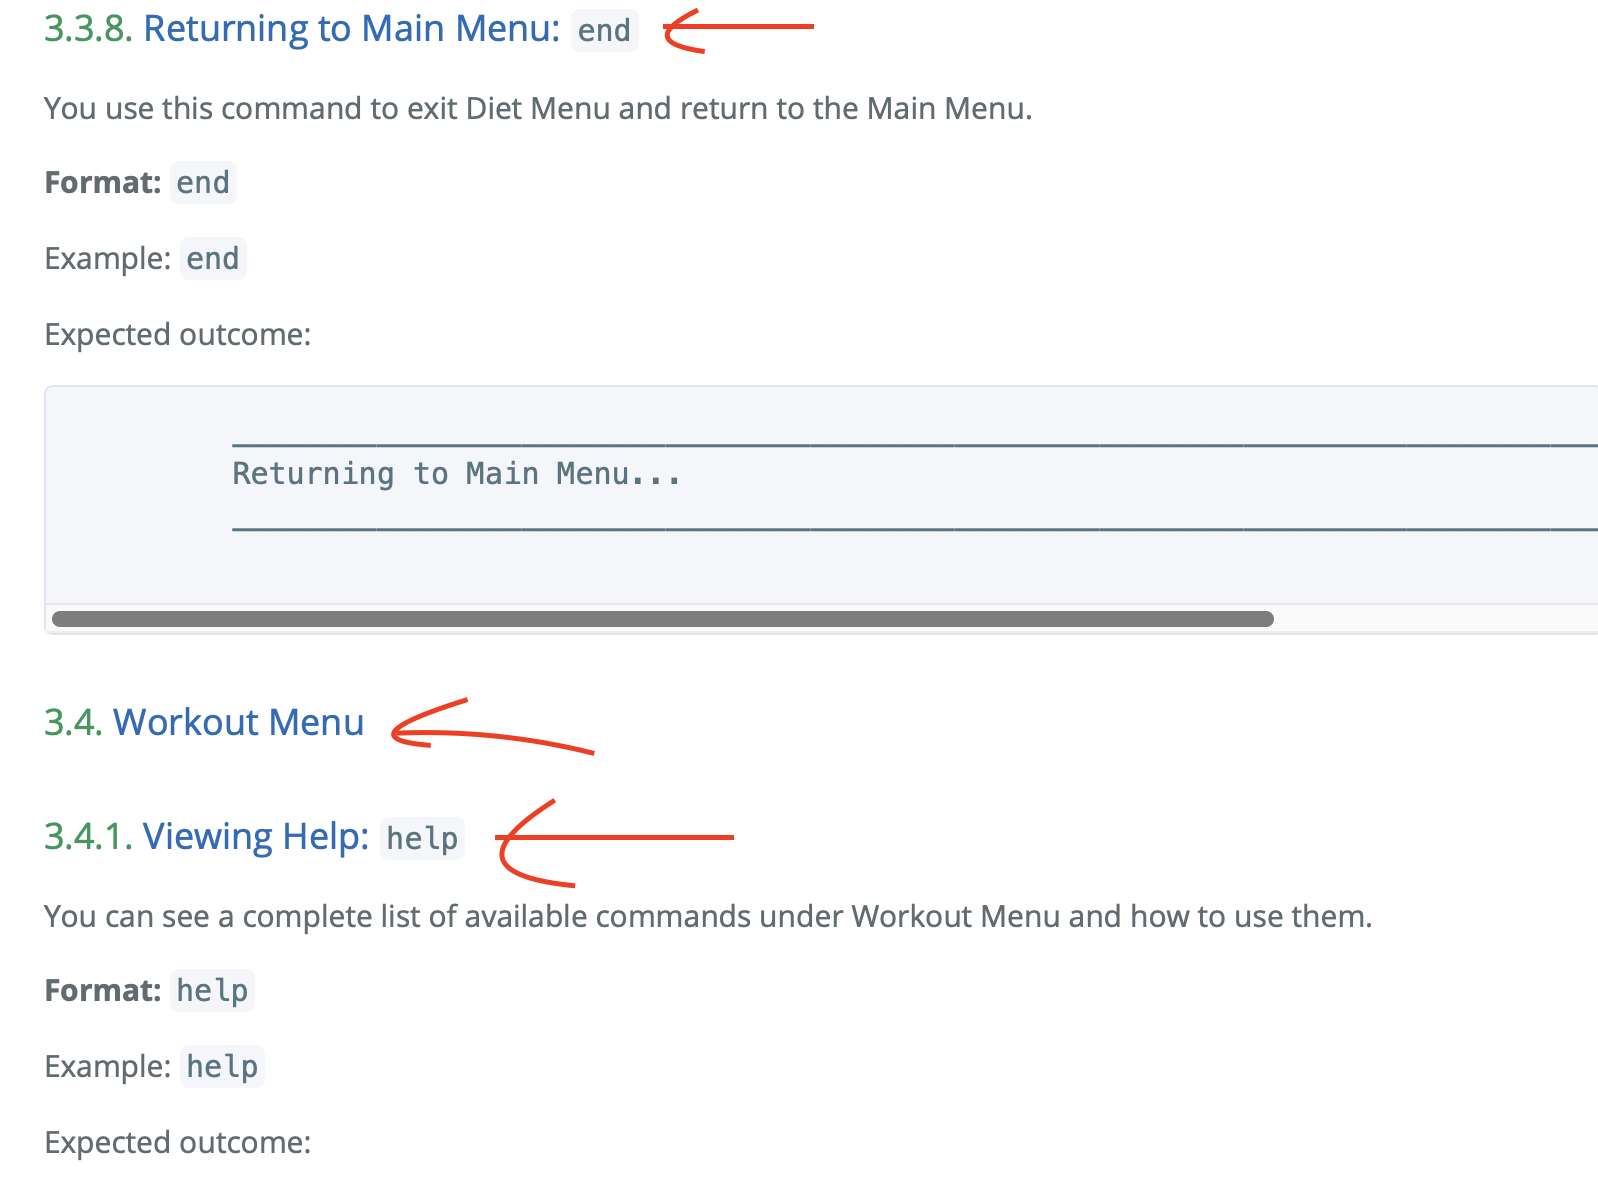 3.3.8. Returning to Main Menu: end
You use this command to exit Diet Menu and return to the Main Menu.
Format: end
Example: end
Expected outcome:
Returning to Main Menu...
3.4. Workout Menu
3.4.1. Viewing Help: help
You can see a complete list of available commands under Workout Menu and how to use them.
Format: help
Example: help
Expected outcome: